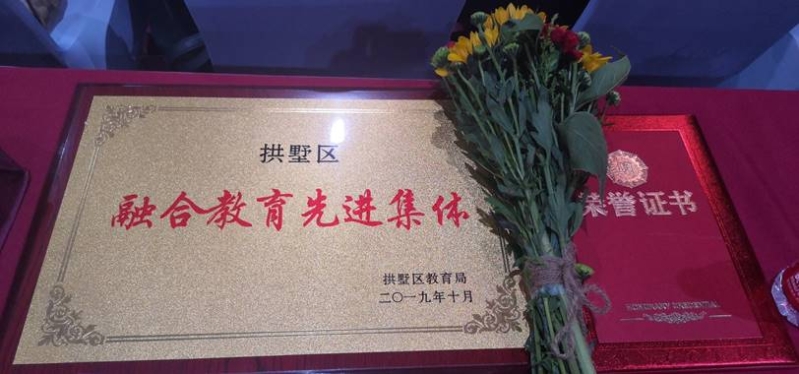 拱墅区
融合教育先进集体
拱墅区教育局
二〇一九年十月
荣誉证书